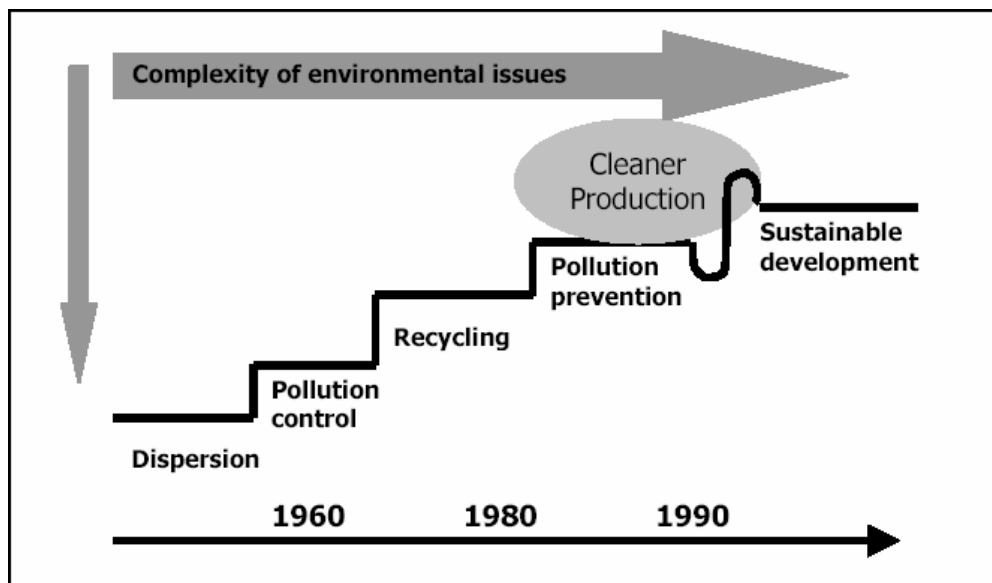 Complexity of environmental issues
Cleaner
Production
Sustainable
development
Pollution
prevention
Recycling
Pollution
control
Dispersion
1960 1980 1990